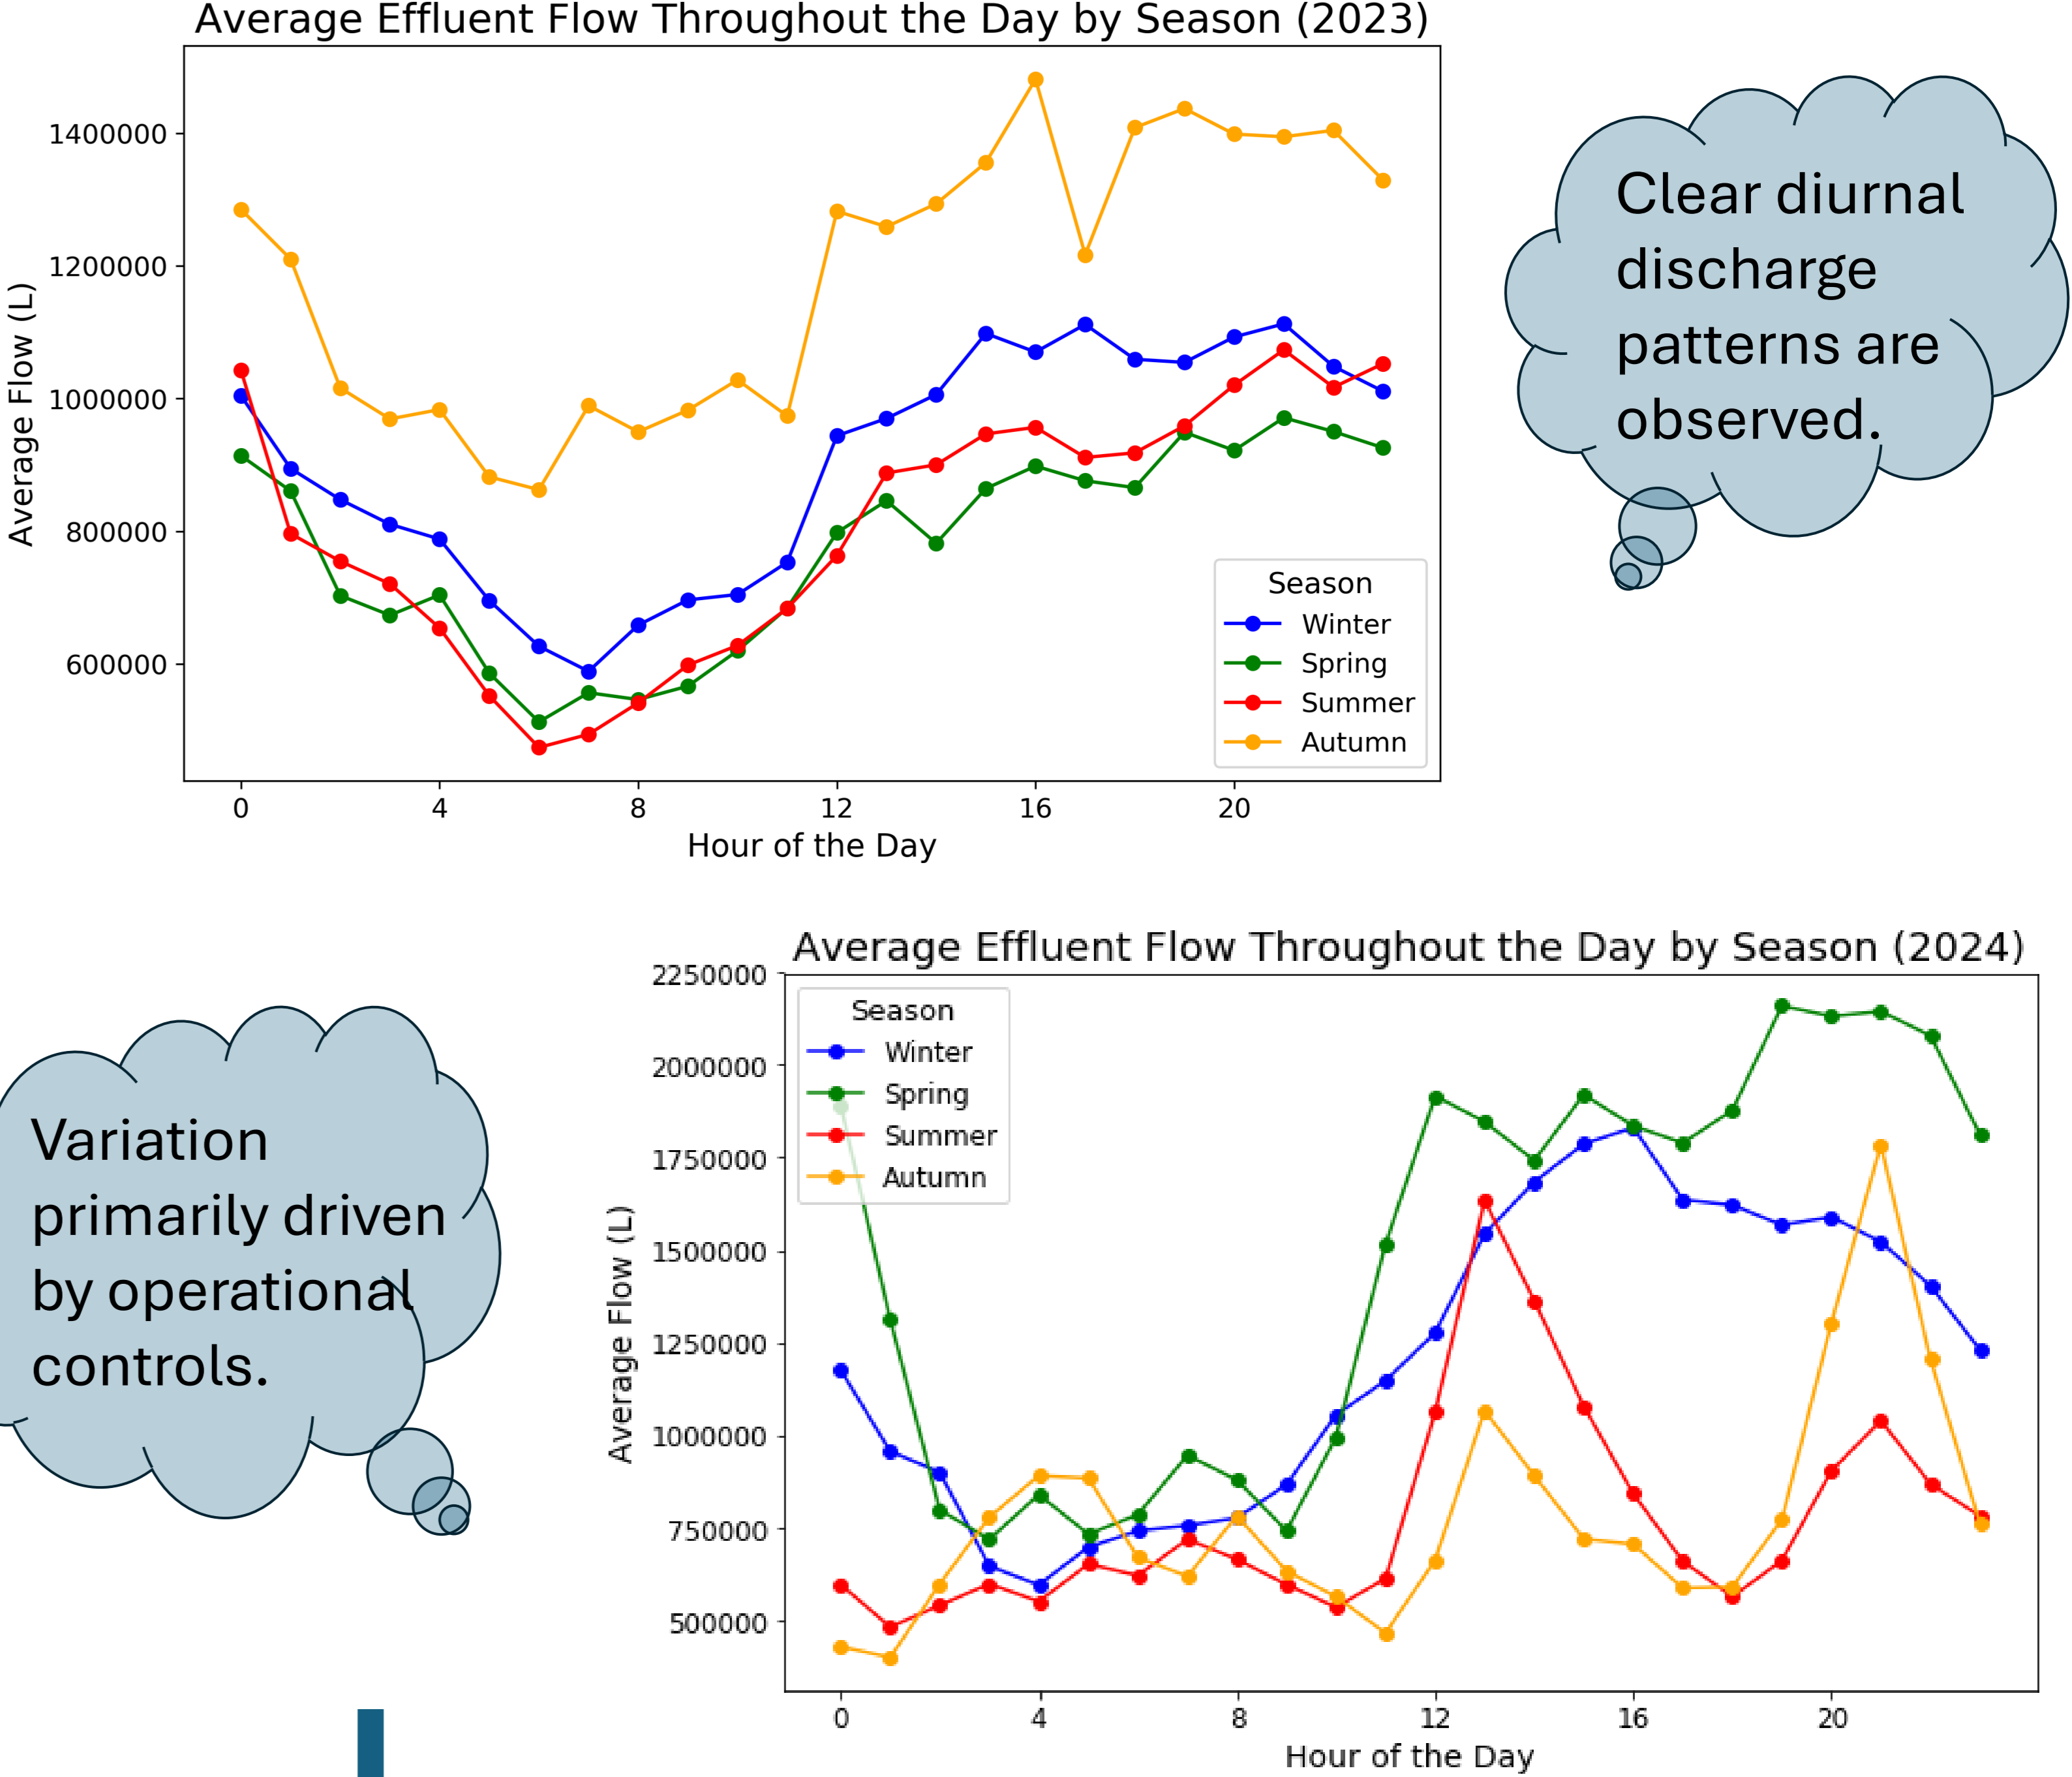 Average Effluent Flow Throughout the Day by Season (2023)
1400000
1200000
1000000
800000
600000
Average Flow (L)
0 4 8 12 16 20
Hour of the Day
Season
Winter
Spring
Summer
Autumn
Clear diurnal
discharge
patterns are
observed.
Variation
primarily driven
by operational
controls.
Average Effluent Flow Throughout the Day by Season (2024)
2250000
2000000
1750000
1500000
1250000
1000000
750000
500000
Average Flow (L)
Season
Winter
Spring
Summer
Autumn
0 4 8 12 16 20
Hour of the Day